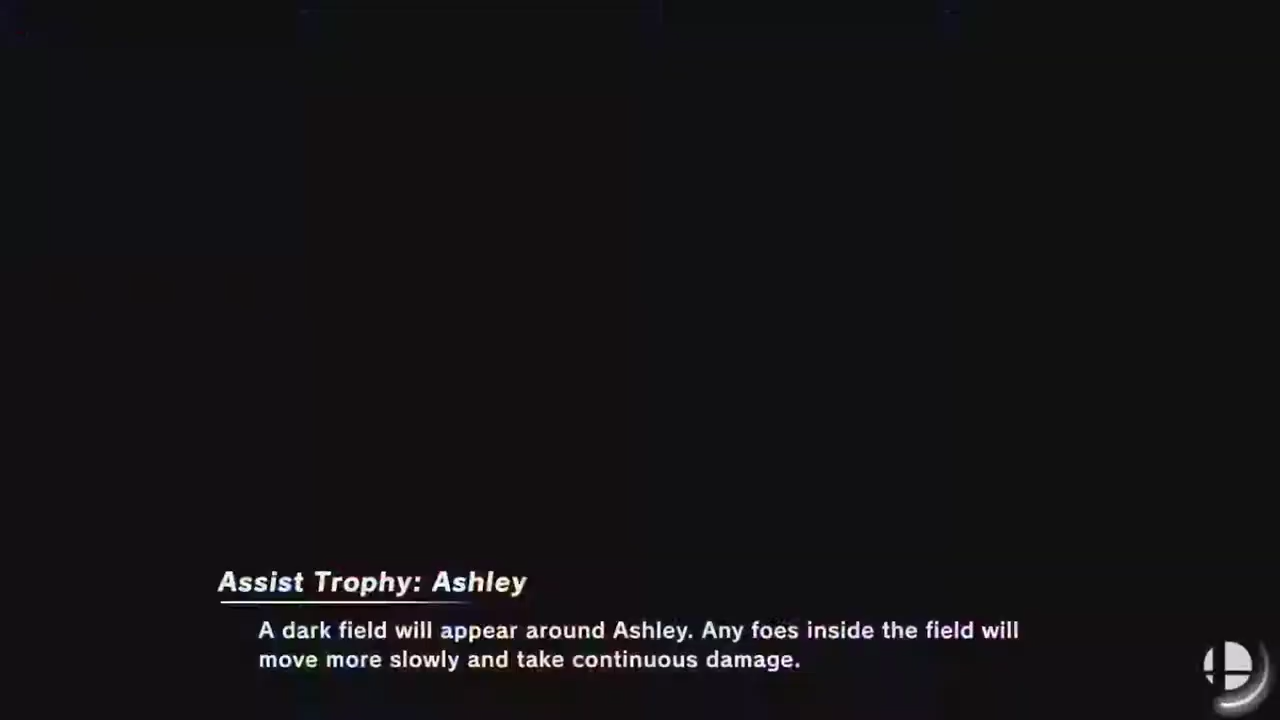 Assist Trophy: Ashley
A dark field will appear around Ashley. Any foes inside the field will
move more slowly and take continuous damage.